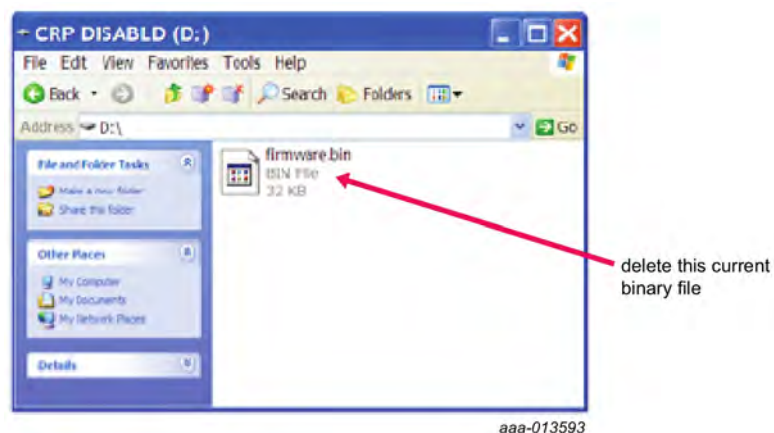 CRP DISABLD (D:)
File Edit View Favorites Tools Help
Back Search Folders
Address D:\ Go
File and Folder Tasks
Make a new folder
Share this folder
Other Places
My Computer
My Documents
My Network Places
Details
firmware.bin
BIN File
32 KB
delete this current
binary file
aaa-013593